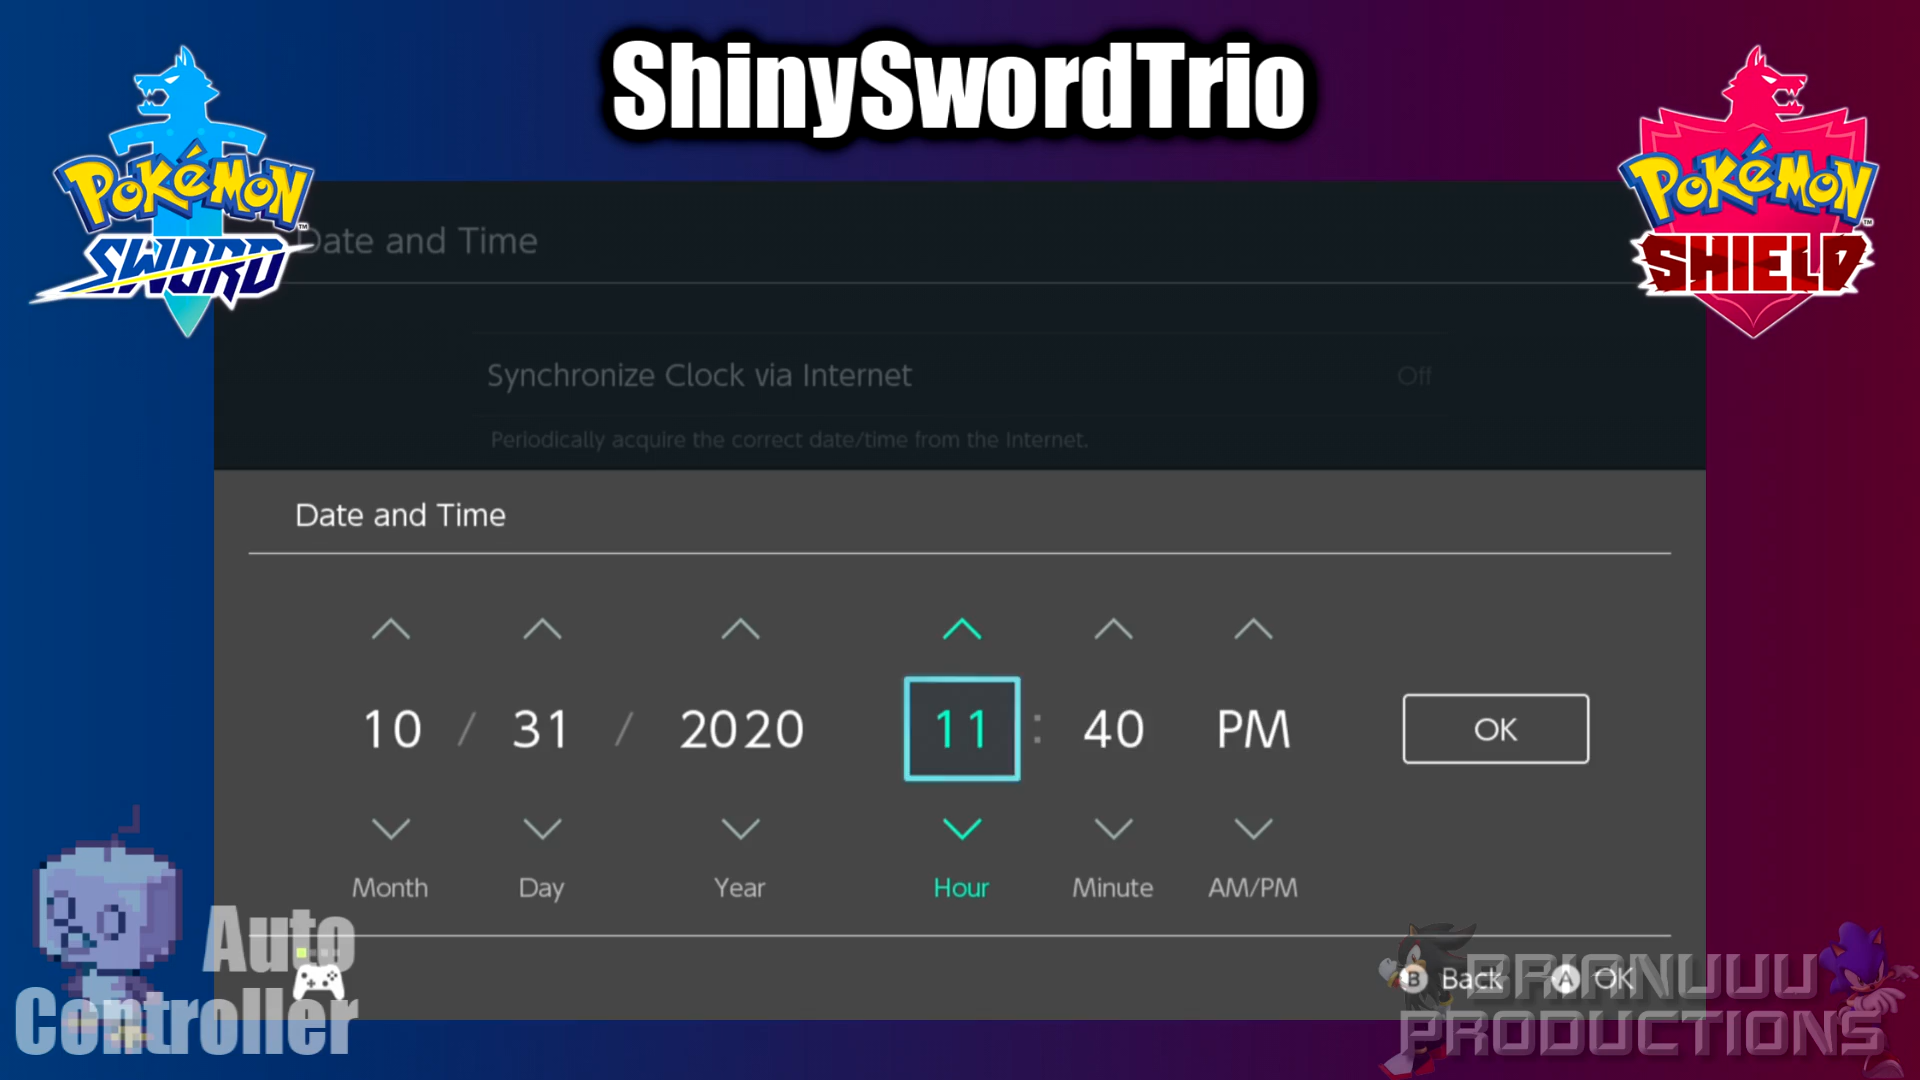 ShinySwordTrio
POKéMON
SWORD
POKéMON
SHIELD
Date and Time
Synchronize Clock via Internet Off
Periodically acquire the correct date/time from the Internet.
Date and Time
10 / 31 / 2020 11 : 40 PM OK
Month Day Year Hour Minute AM/PM
Auto
Controller
B Back A OK
BRIANUUU
PRODUCTIONS